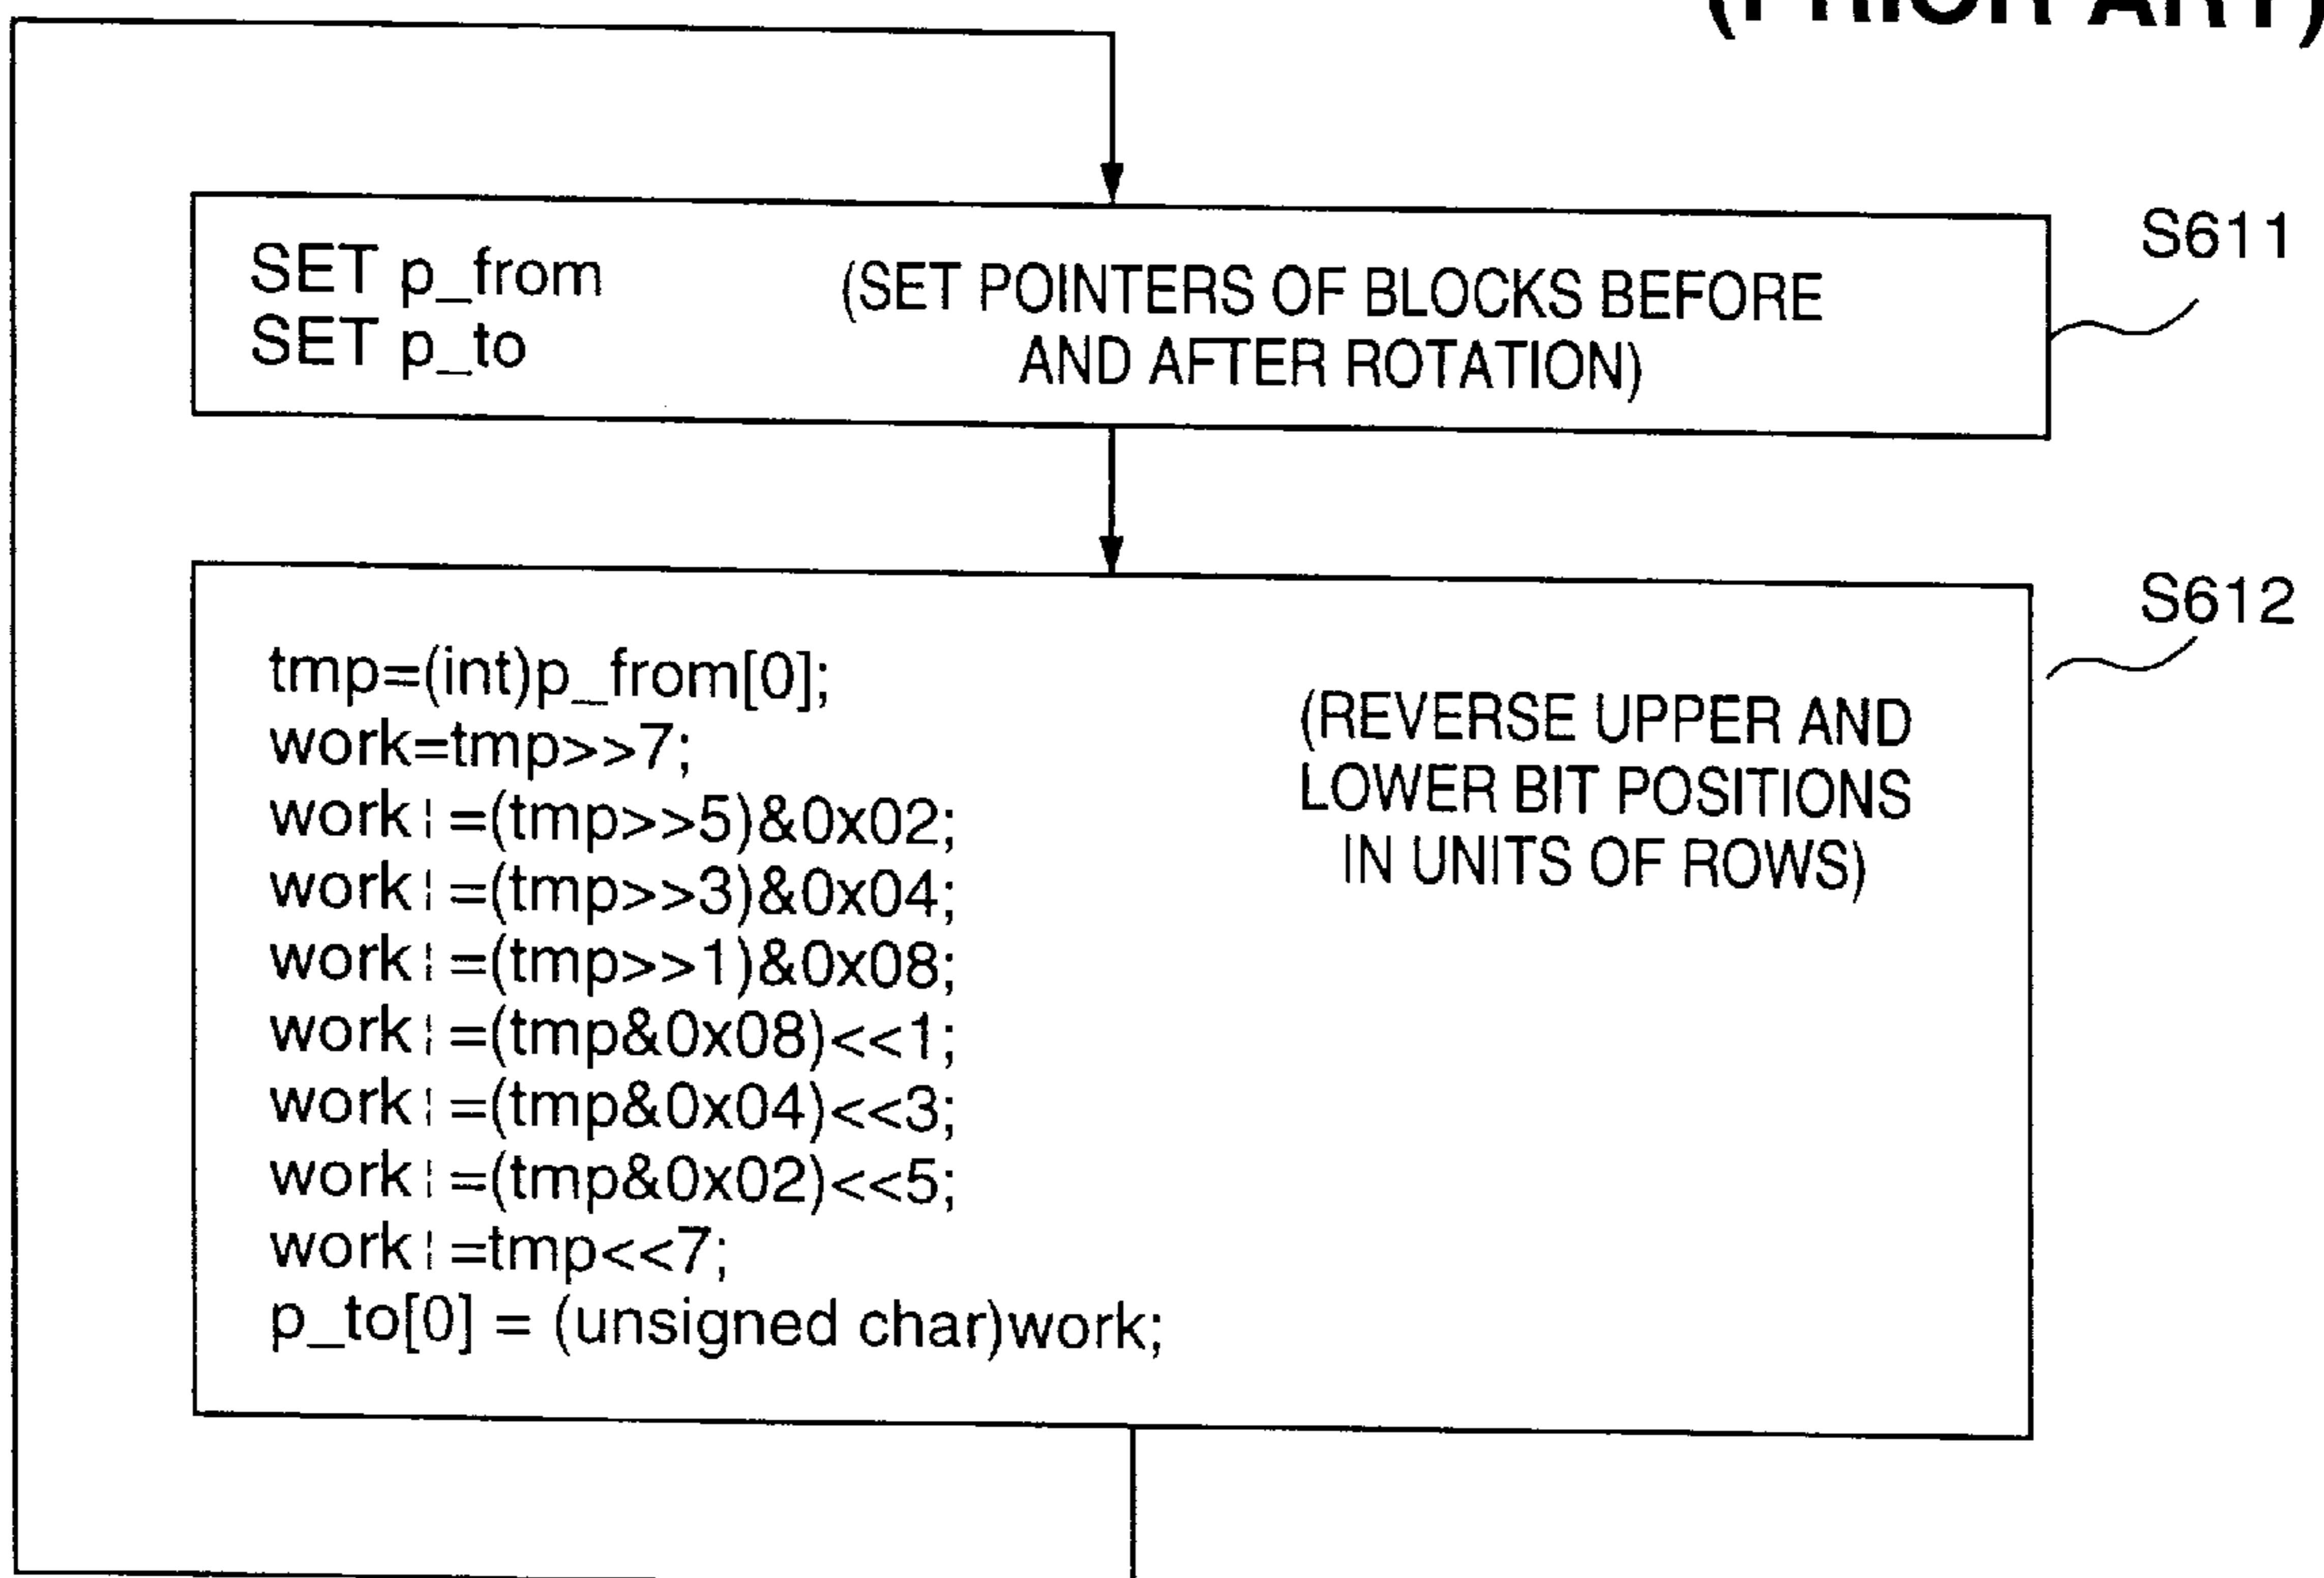 (PRIOR ART)
S611
SET p_from
SET p_to
(SET POINTERS OF BLOCKS BEFORE
AND AFTER ROTATION)
S612
tmp=(int)p_from[0];
work=tmp>>7;
work¦=(tmp>>5)&0x02;
work¦=(tmp>>3)&0x04;
work¦=(tmp>>1)&0x08;
work¦=(tmp&0x08)<<1;
work¦=(tmp&0x04)<<3;
work¦=(tmp&0x02)<<5;
work¦=tmp<<7;
p_to[0] = (unsigned char)work;
(REVERSE UPPER AND
LOWER BIT POSITIONS
IN UNITS OF ROWS)